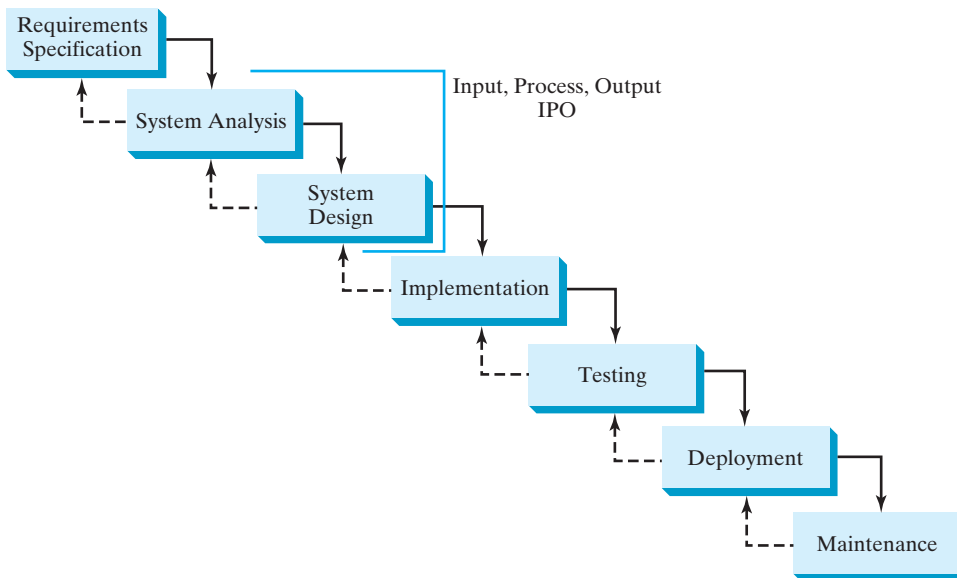 Requirements
Specification
Input, Process, Output
IPO
System Analysis
System
Design
Implementation
Testing
Deployment
Maintenance